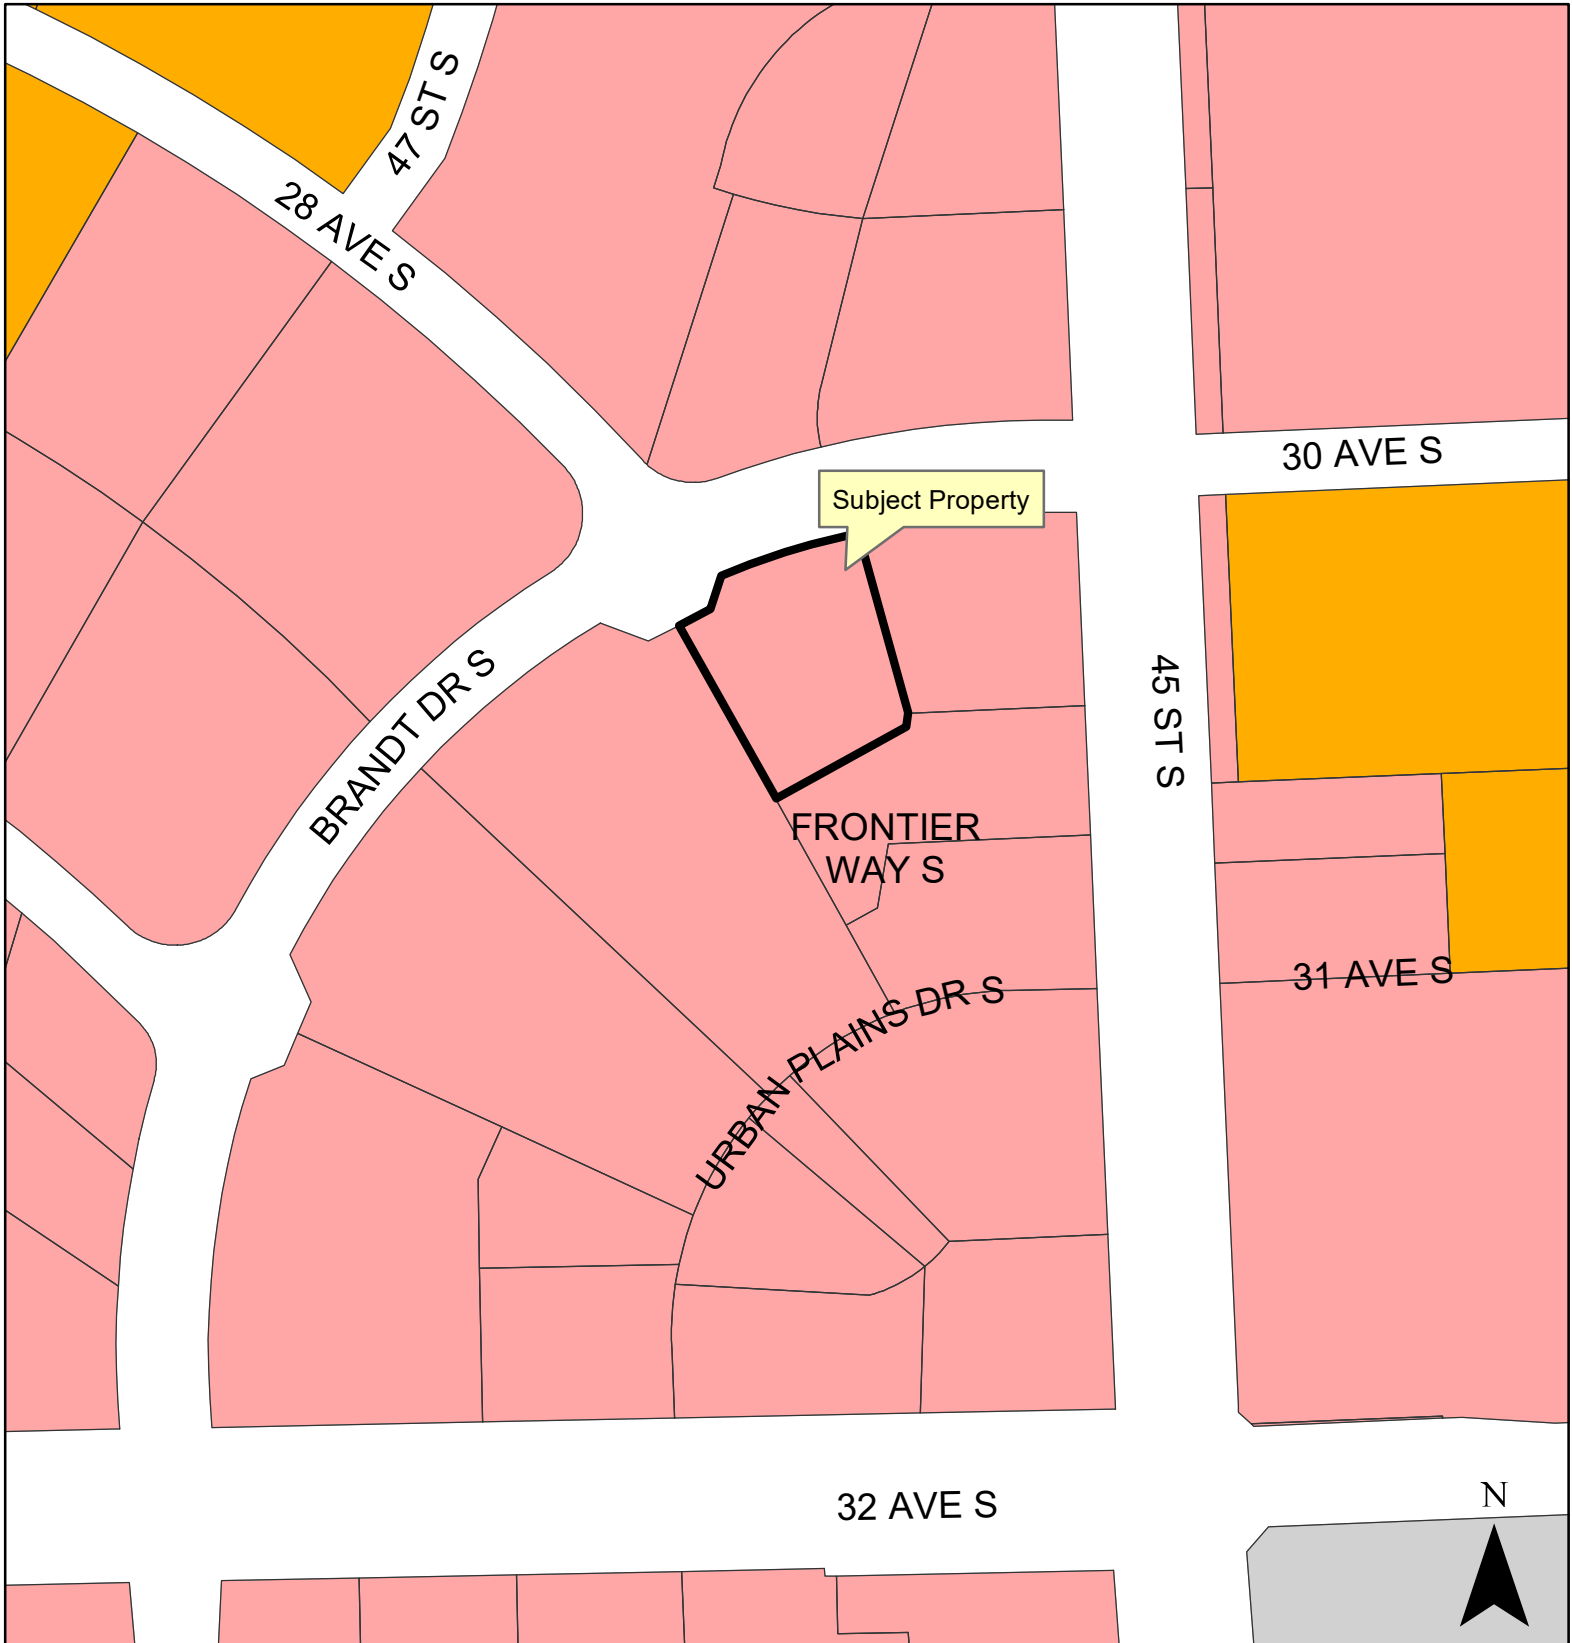 47 ST S
28 AVE S
30 AVE S
Subject Property
BRANDT DR S
45 ST S
FRONTIER
WAY S
31 AVE S
URBAN PLAINS DR S
32 AVE S
N